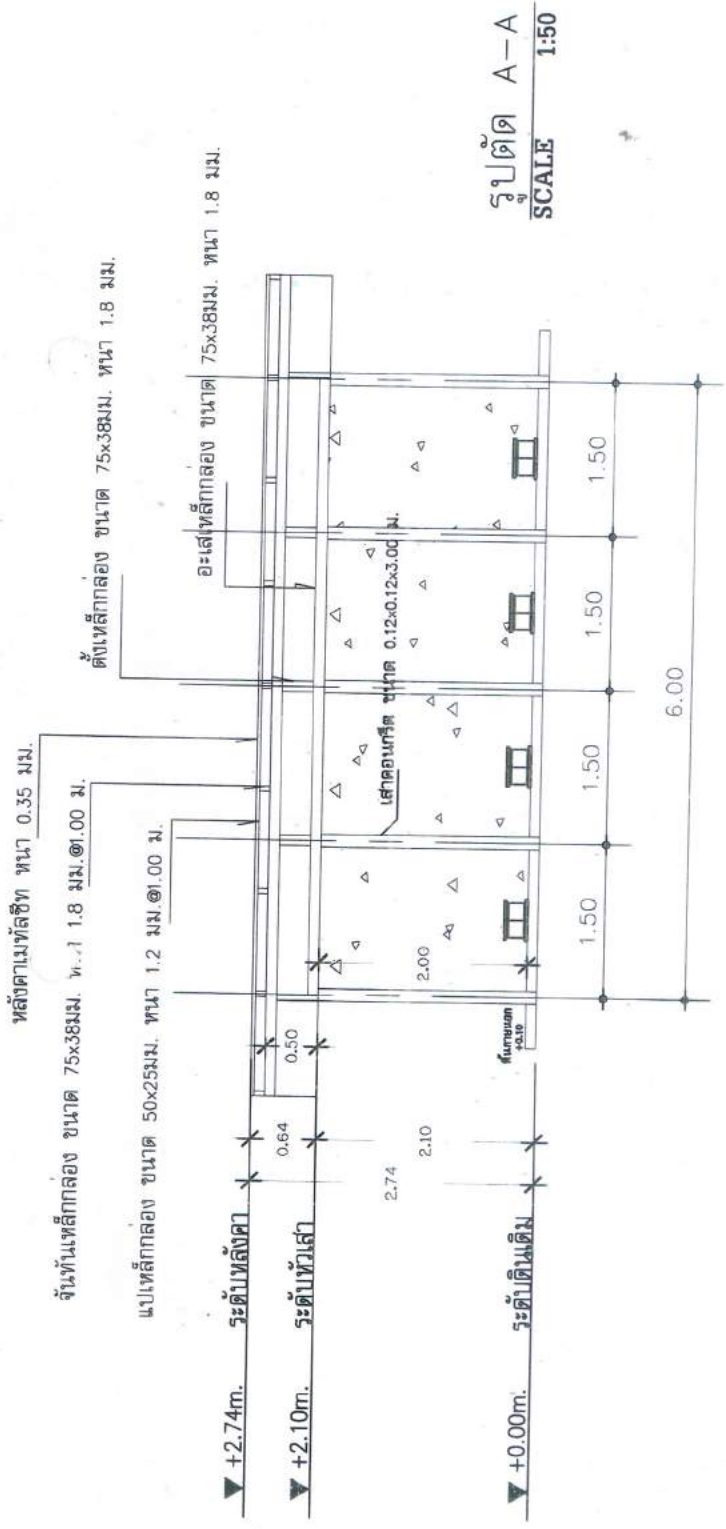 หลังคาเมทัลชีท หนา 0.35 มม.
จันทันเหล็กกล่อง ขนาด 75x38มม. 1.8 มม.@1.00 ม.
แปเหล็กกล่อง ขนาด 50x25มม. หนา 1.2 มม.@1.00 ม.
ดั้งเหล็กกล่อง ขนาด 75x38มม. หนา 1.8 มม.
อะเสเหล็กกล่อง ขนาด 75x38มม. หนา 1.8 มม.
+2.74m. ระดับหลังคา
+2.10m. ระดับหัวเสา
+0.00m. ระดับดินเดิม
0.64
0.50
2.74
2.10
2.00
เสาคอนกรีต ขนาด 0.12x0.12x3.00 ม.
พื้นภายนอก
+0.10
1.50
1.50
1.50
1.50
6.00
รูปตัด A-A
SCALE 1:50